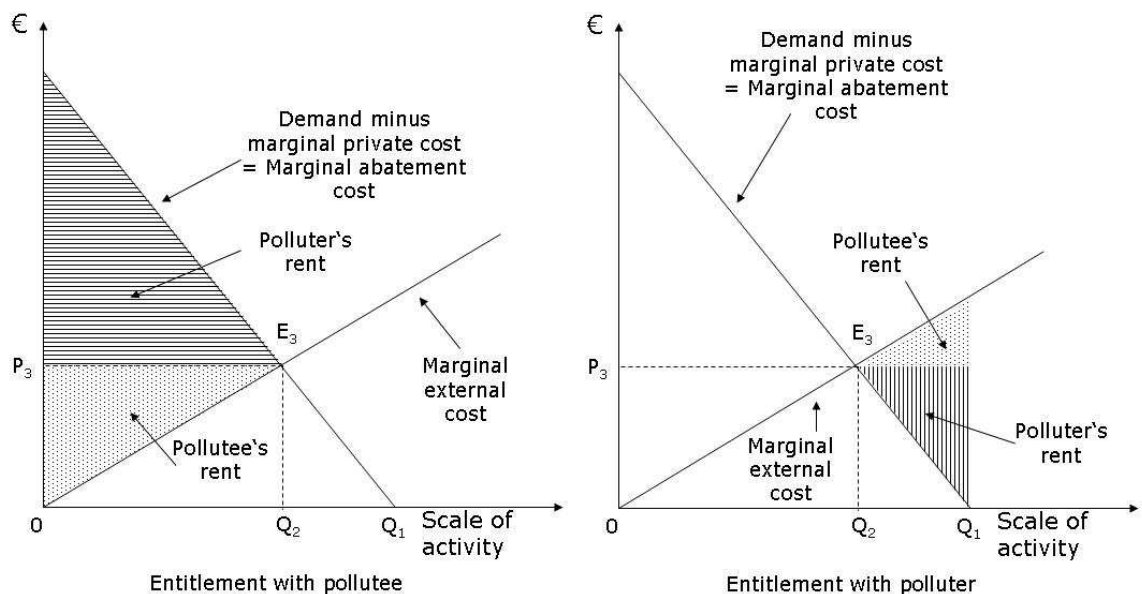 €
Demand minus
marginal private cost
= Marginal abatement
cost
Polluter‘s
rent
E3
P3
Marginal
external
cost
Pollutee‘s
rent
0
Q2
Q1
Scale of
activity
Entitlement with pollutee
€
Demand minus
marginal private cost
= Marginal abatement
cost
Pollutee‘s
rent
E3
P3
Marginal
external
cost
Polluter‘s
rent
0
Q2
Q1
Scale of
activity
Entitlement with polluter